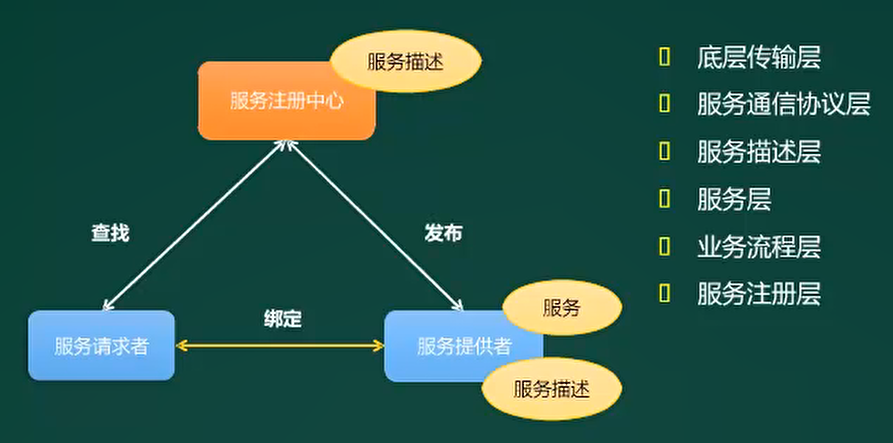 服务描述
服务注册中心
查找
发布
服务
服务请求者
绑定
服务提供者
服务描述
底层传输层
服务通信协议层
服务描述层
服务层
业务流程层
服务注册层